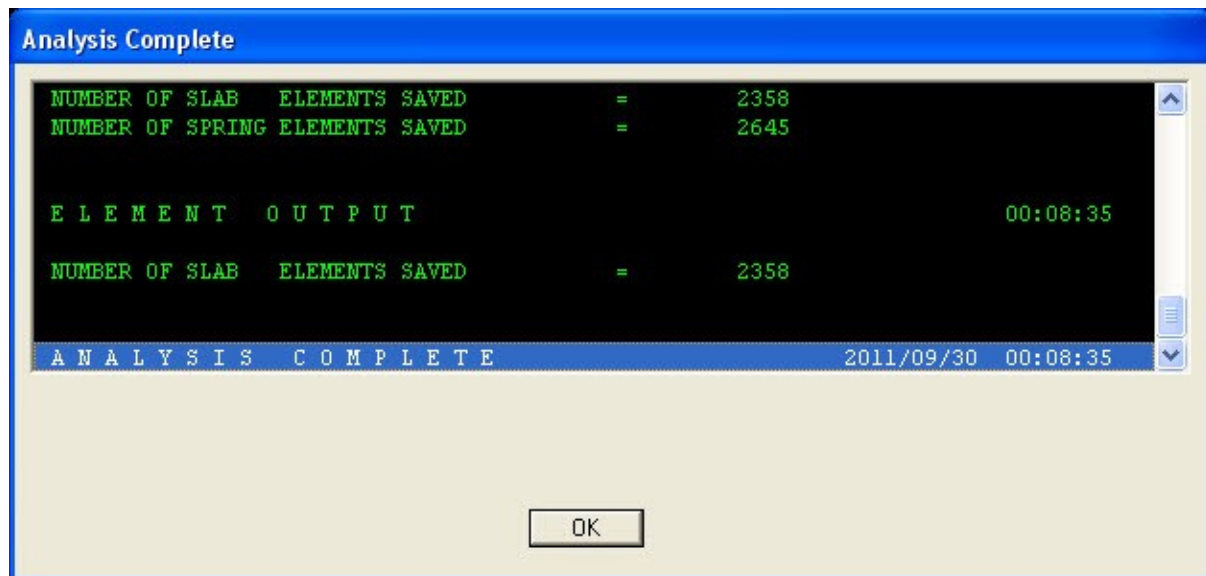 Analysis Complete
NUMBER OF SLAB ELEMENTS SAVED = 2358
NUMBER OF SPRING ELEMENTS SAVED = 2645
E L E M E N T O U T P U T 00:08:35
NUMBER OF SLAB ELEMENTS SAVED = 2358
A N A L Y S I S C O M P L E T E 2011/09/30 00:08:35
OK